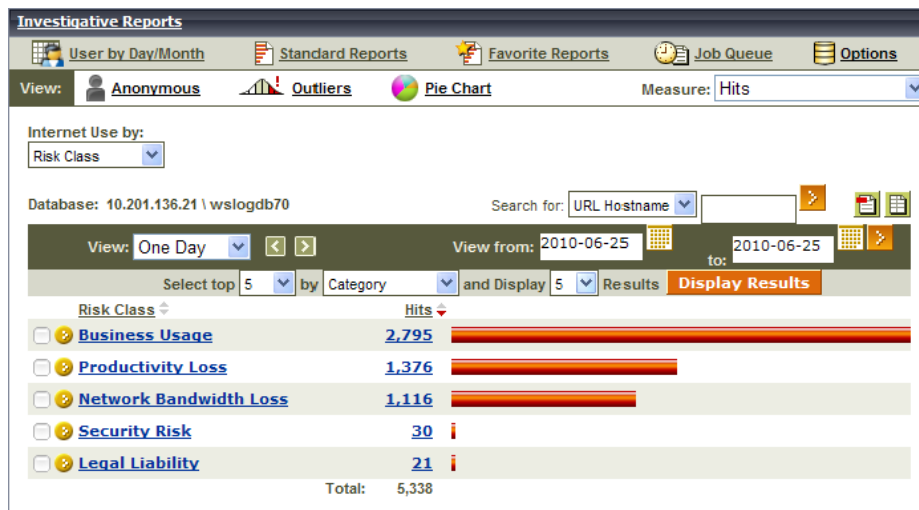 Investigative Reports
User by Day/Month Standard Reports Favorite Reports Job Queue Options
View: Anonymous Outliers Pie Chart Measure: Hits
Internet Use by:
Risk Class
Database: 10.201.136.21 \ wslogdb70 Search for: URL Hostname
View: One Day View from: 2010-06-25 to: 2010-06-25
Select top 5 by Category and Display 5 Results Display Results
Risk Class Hits
Business Usage 2,795
Productivity Loss 1,376
Network Bandwidth Loss 1,116
Security Risk 30
Legal Liability 21
Total: 5,338